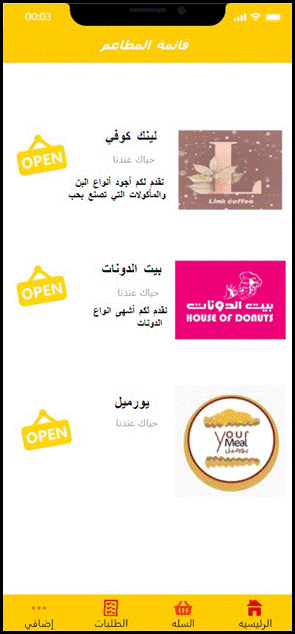 00:03
قائمة المطاعم
لينك كوفي
حياك عندنا
نقدم لكم أجود أنواع البن
والمأكولات التي تصنع بحب
OPEN
L
Link coffee
بيت الدونات
حياك عندنا
نقدم لكم أشهى انواع
الدونات
OPEN
بيت الدونات
HOUSE OF DONUTS
يورميل
حياك عندنا
OPEN
your
Meal
يورميل
الرئيسيه
السله
الطلبات
إضافي